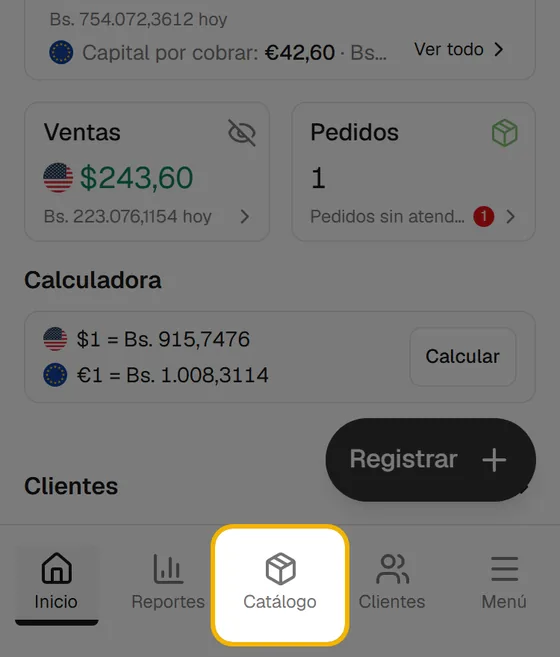 Bs. 754.072,3612 hoy
Capital por cobrar: €42,60 · Bs... Ver todo
Ventas
$243,60
Bs. 223.076,1154 hoy
Pedidos
1
Pedidos sin atend... 1
Calculadora
$1 = Bs. 915,7476
€1 = Bs. 1.008,3114
Calcular
Registrar
Clientes
Inicio Reportes Catálogo Clientes Menú